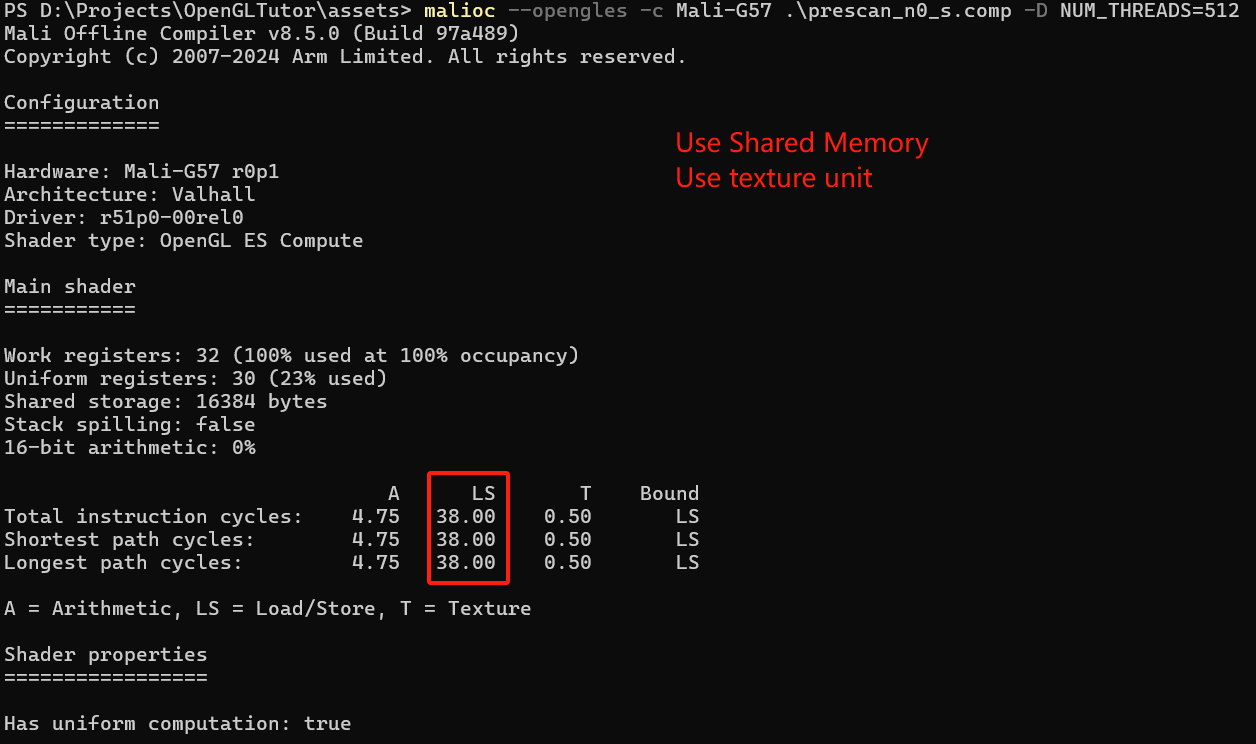 PS D:\Projects\OpenGLTutor\assets> malioc --opengles -c Mali-G57 .\prescan_n0_s.comp -D NUM_THREADS=512
Mali Offline Compiler v8.5.0 (Build 97a489)
Copyright (c) 2007-2024 Arm Limited. All rights reserved.
Configuration
=============
Use Shared Memory
Use texture unit
Hardware: Mali-G57 r0p1
Architecture: Valhall
Driver: r51p0-00rel0
Shader type: OpenGL ES Compute
Main shader
===========
Work registers: 32 (100% used at 100% occupancy)
Uniform registers: 30 (23% used)
Shared storage: 16384 bytes
Stack spilling: false
16-bit arithmetic: 0%
A LS T Bound
Total instruction cycles: 4.75 38.00 0.50 LS
Shortest path cycles: 4.75 38.00 0.50 LS
Longest path cycles: 4.75 38.00 0.50 LS
A = Arithmetic, LS = Load/Store, T = Texture
Shader properties
=================
Has uniform computation: true